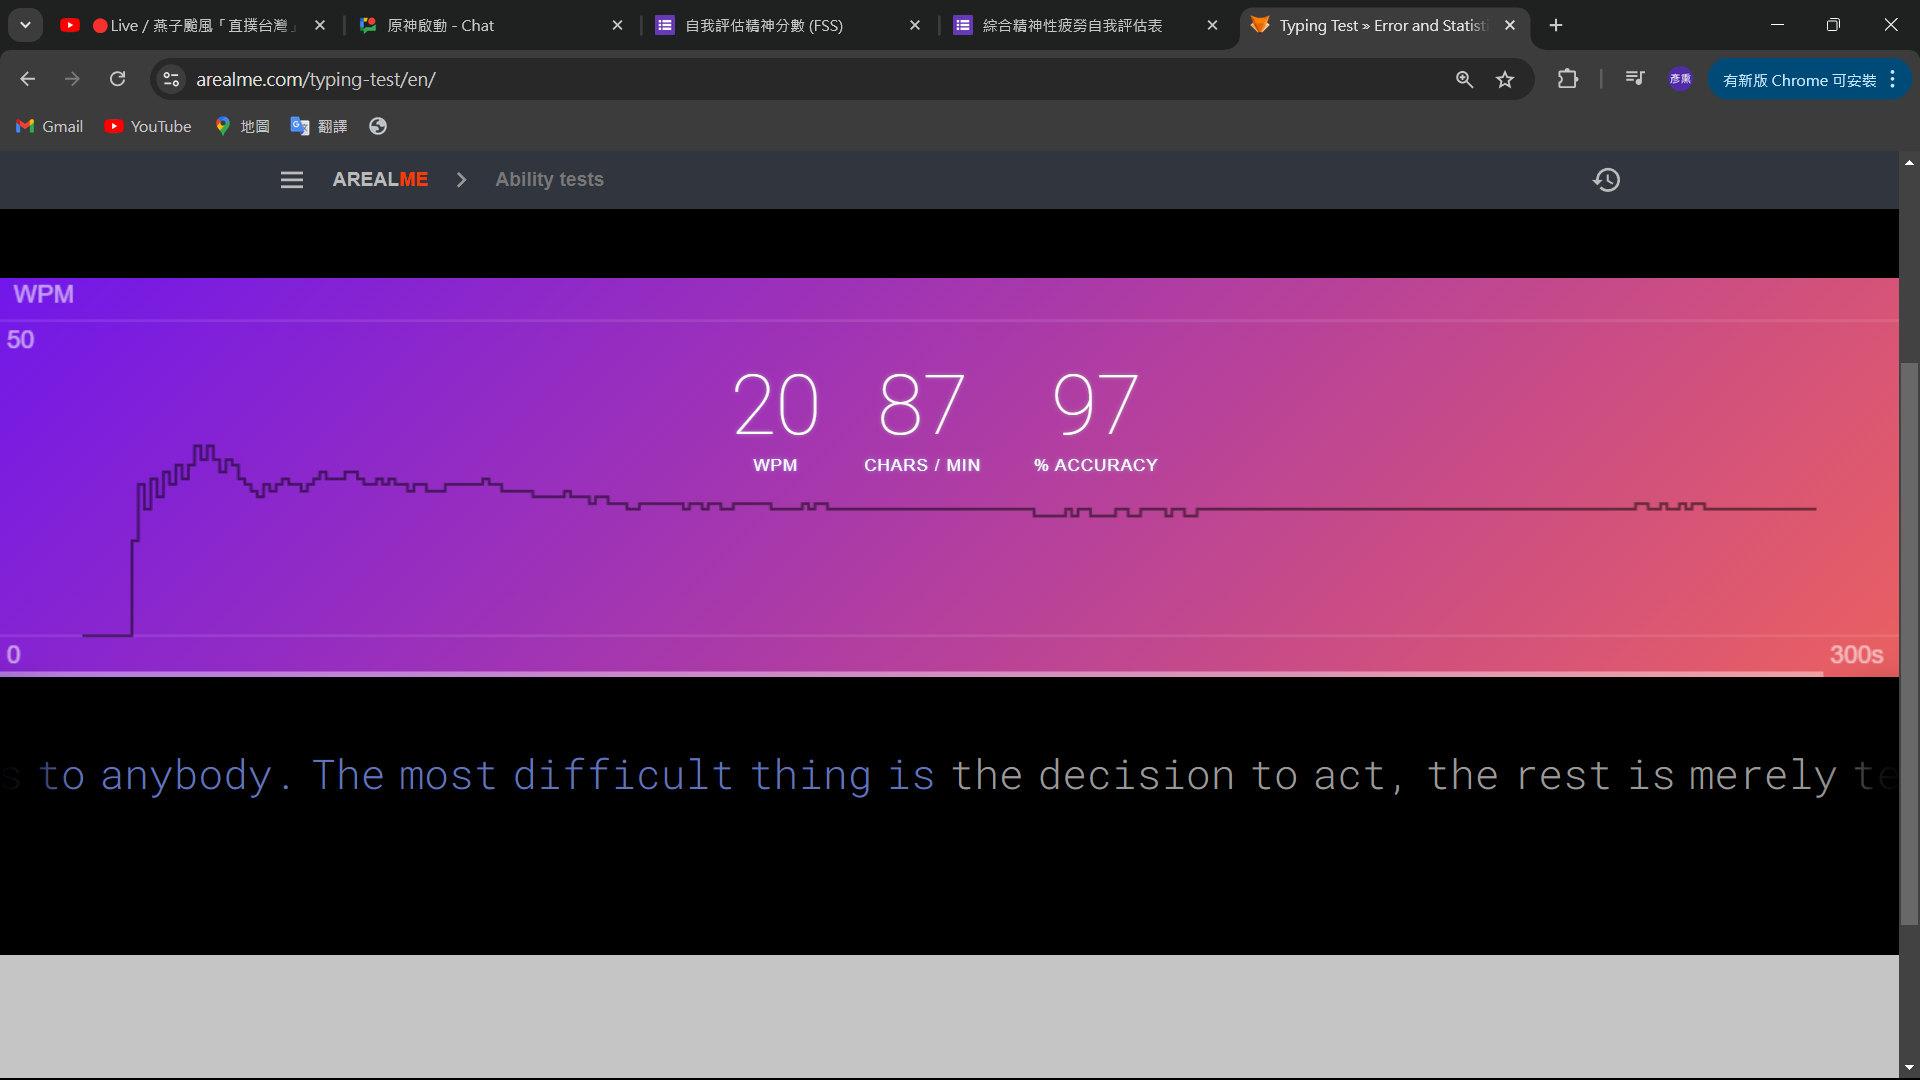 Live / 燕子颱風「直撲台灣」
原神啟動 - Chat
自我評估精神分數 (FSS)
綜合精神性疲勞自我評估表
Typing Test » Error and Statisti
arealme.com/typing-test/en/
彥熏
有新版 Chrome 可安裝
Gmail
YouTube
地圖
翻譯
AREALME
Ability tests
WPM
50
20 87 97
WPM CHARS / MIN % ACCURACY
0
300s
s to anybody. The most difficult thing is the decision to act, the rest is merely te